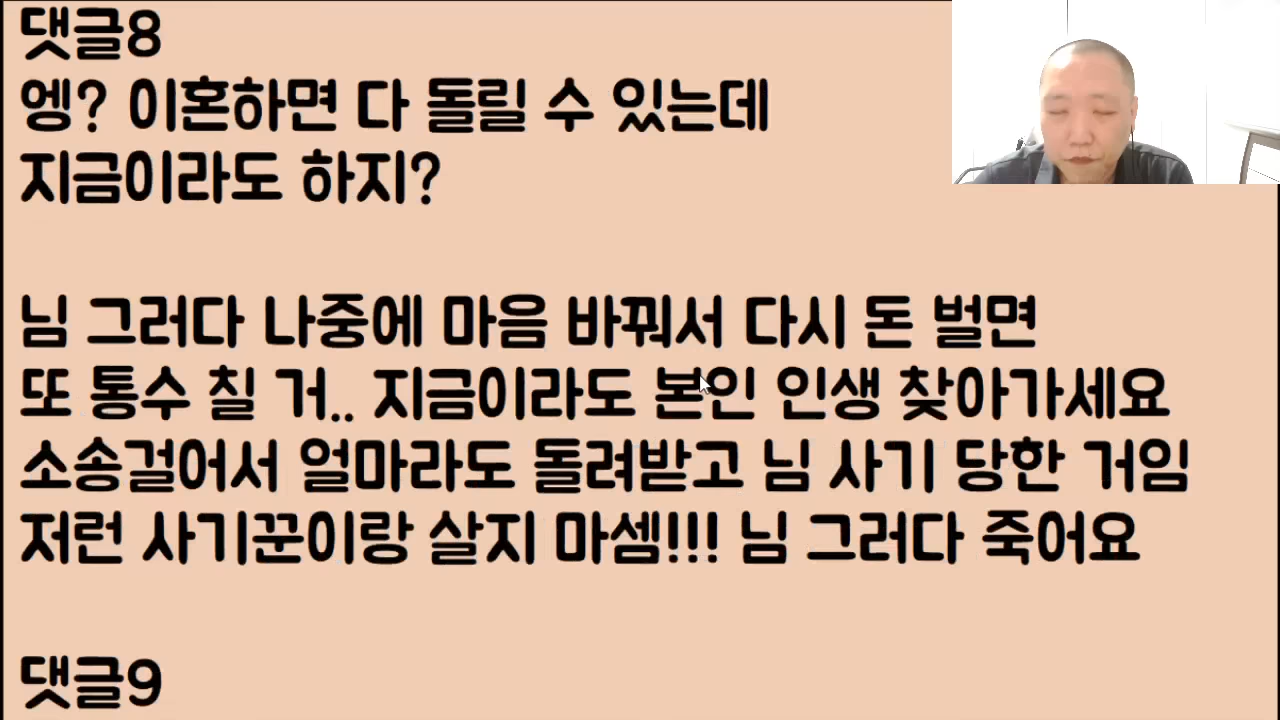 댓글8
엥? 이혼하면 다 돌릴 수 있는데
지금이라도 하지?
님 그러다 나중에 마음 바꿔서 다시 돈 벌면
또 통수 칠 거.. 지금이라도 본인 인생 찾아가세요
소송걸어서 얼마라도 돌려받고 님 사기 당한 거임
저런 사기꾼이랑 살지 마셈!!! 님 그러다 죽어요
댓글9